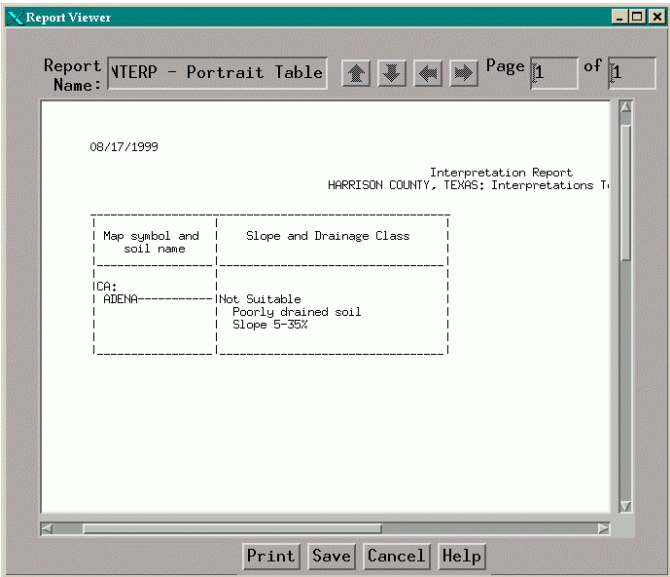 Report Viewer
Report Name: NTERP - Portrait Table Page 1 of 1
08/17/1999
Interpretation Report
HARRISON COUNTY, TEXAS: Interpretations T
Map symbol and soil name
Slope and Drainage Class
CA:
ADENA-----------
Not Suitable
Poorly drained soil
Slope 5-35%
Print Save Cancel Help